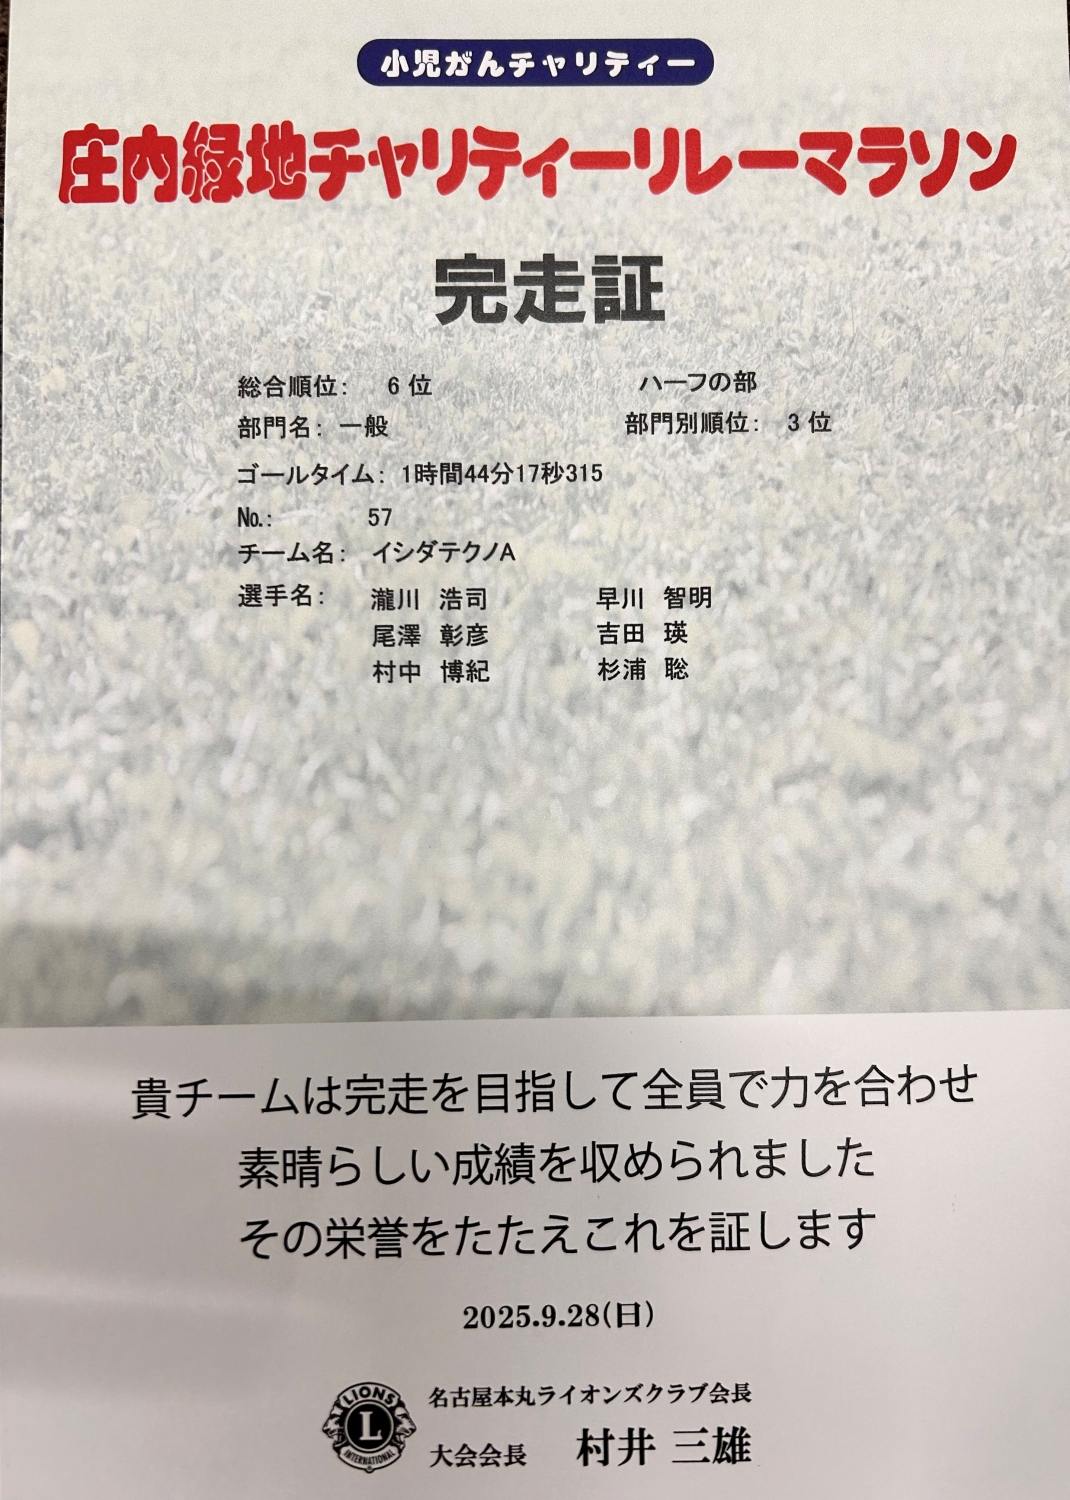 小児がんチャリティー
庄内緑地チャリティーリレーマラソン
完走証
総合順位: 6 位 ハーフの部
部門名: 一般 部門別順位: 3 位
ゴールタイム: 1時間44分17秒315
No.: 57
チーム名: イシダテクノA
選手名: 瀧川 浩司 早川 智明
尾澤 彰彦 吉田 瑛
村中 博紀 杉浦 聡
貴チームは完走を目指して全員で力を合わせ
素晴らしい成績を収められました
その栄誉をたたえこれを証します
2025.9.28(日)
LIONS
L
INTERNATIONAL
名古屋本丸ライオンズクラブ会長
大会会長 村井 三雄